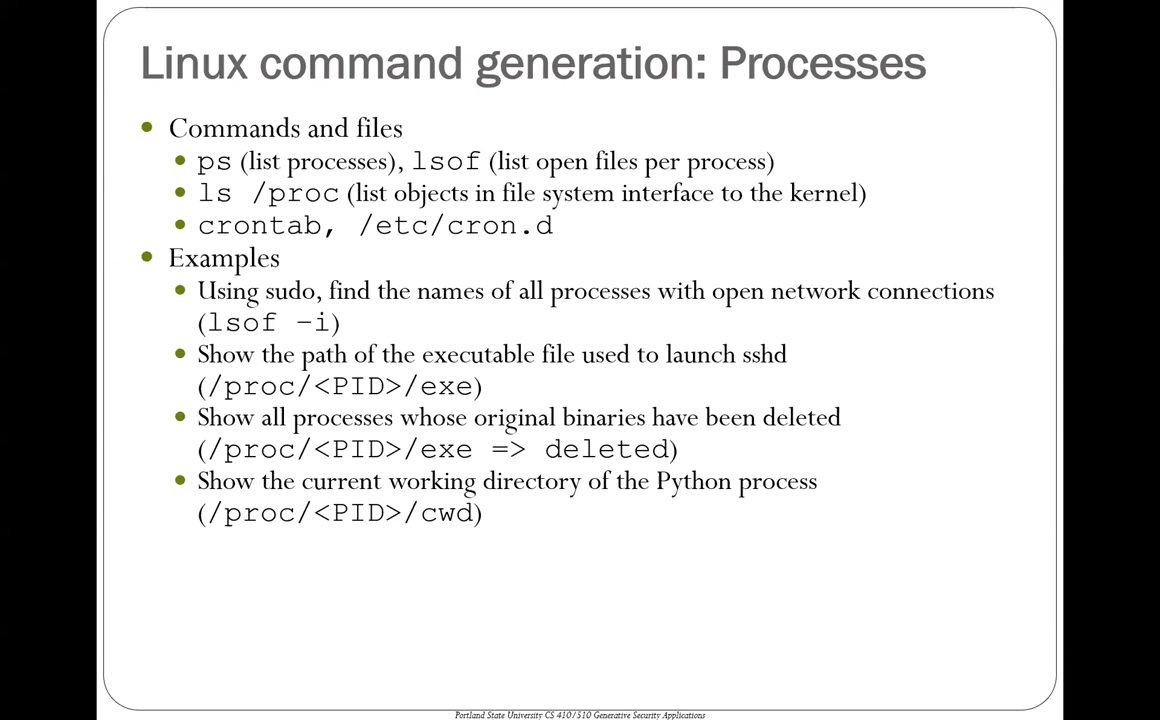 Linux command generation: Processes
• Commands and files
• ps (list processes), lsof (list open files per process)
• ls /proc (list objects in file system interface to the kernel)
• crontab, /etc/cron.d
• Examples
• Using sudo, find the names of all processes with open network connections
(lsof –i)
• Show the path of the executable file used to launch sshd
(/proc/<PID>/exe)
• Show all processes whose original binaries have been deleted
(/proc/<PID>/exe => deleted)
• Show the current working directory of the Python process
(/proc/<PID>/cwd)
Portland State University CS 410/510 Generative Security Applications